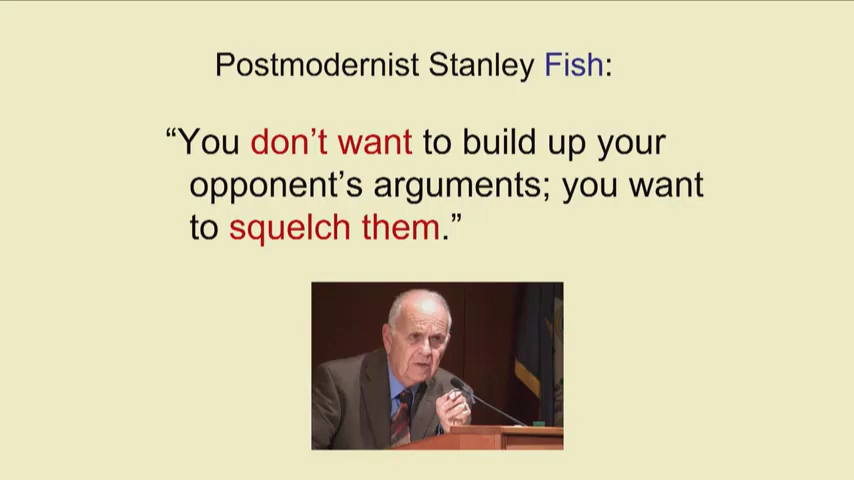 Postmodernist Stanley Fish:
“You don’t want to build up your
opponent’s arguments; you want
to squelch them.”